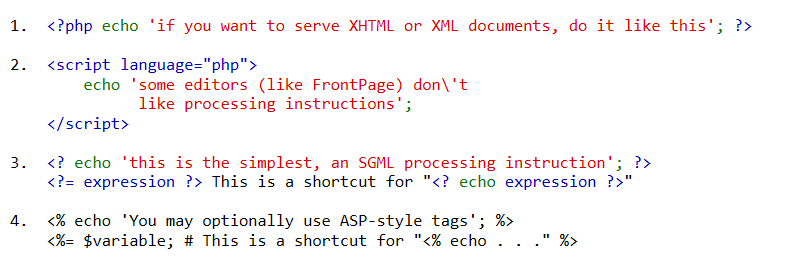 1. <?php echo 'if you want to serve XHTML or XML documents, do it like this'; ?>
2. <script language="php">
echo 'some editors (like FrontPage) don\'t
like processing instructions';
</script>
3. <? echo 'this is the simplest, an SGML processing instruction'; ?>
<?= expression ?> This is a shortcut for "<? echo expression ?>"
4. <% echo 'You may optionally use ASP-style tags'; %>
<%= $variable; # This is a shortcut for "<% echo . . ." %>